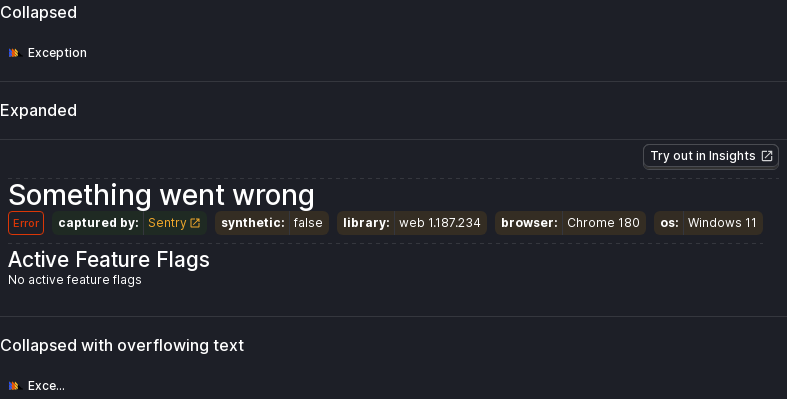 Collapsed
Exception
Expanded
Try out in Insights
Something went wrong
Error captured by: Sentry synthetic: false library: web 1.187.234 browser: Chrome 180 os: Windows 11
Active Feature Flags
No active feature flags
Collapsed with overflowing text
Exce...